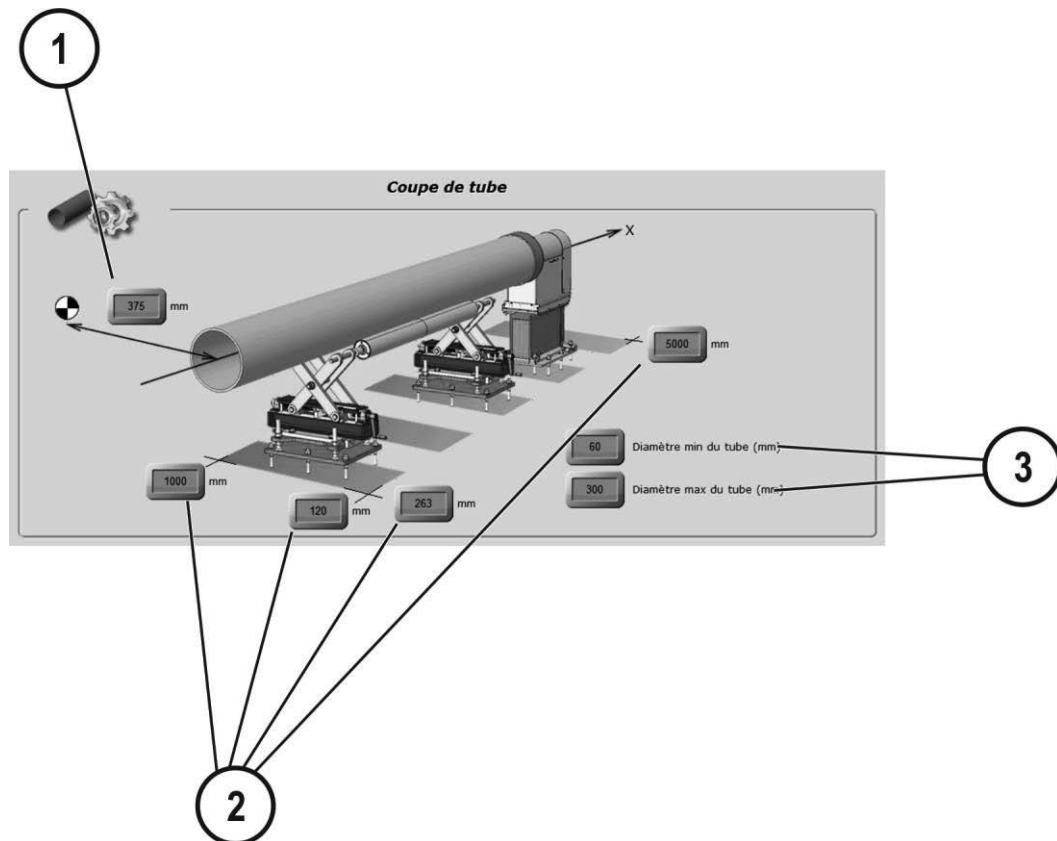 1
Coupe de tube
X
375 mm
5000 mm
60 Diamètre min du tube (mm)
3
1000 mm
120 mm
263 mm
300 Diamètre max du tube (mm)
2